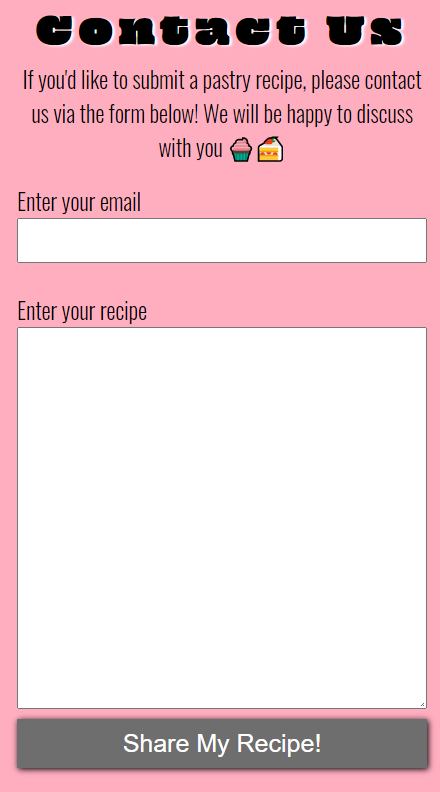 Contact Us
If you'd like to submit a pastry recipe, please contact
us via the form below! We will be happy to discuss
with you 🧁🍰
Enter your email
Enter your recipe
Share My Recipe!